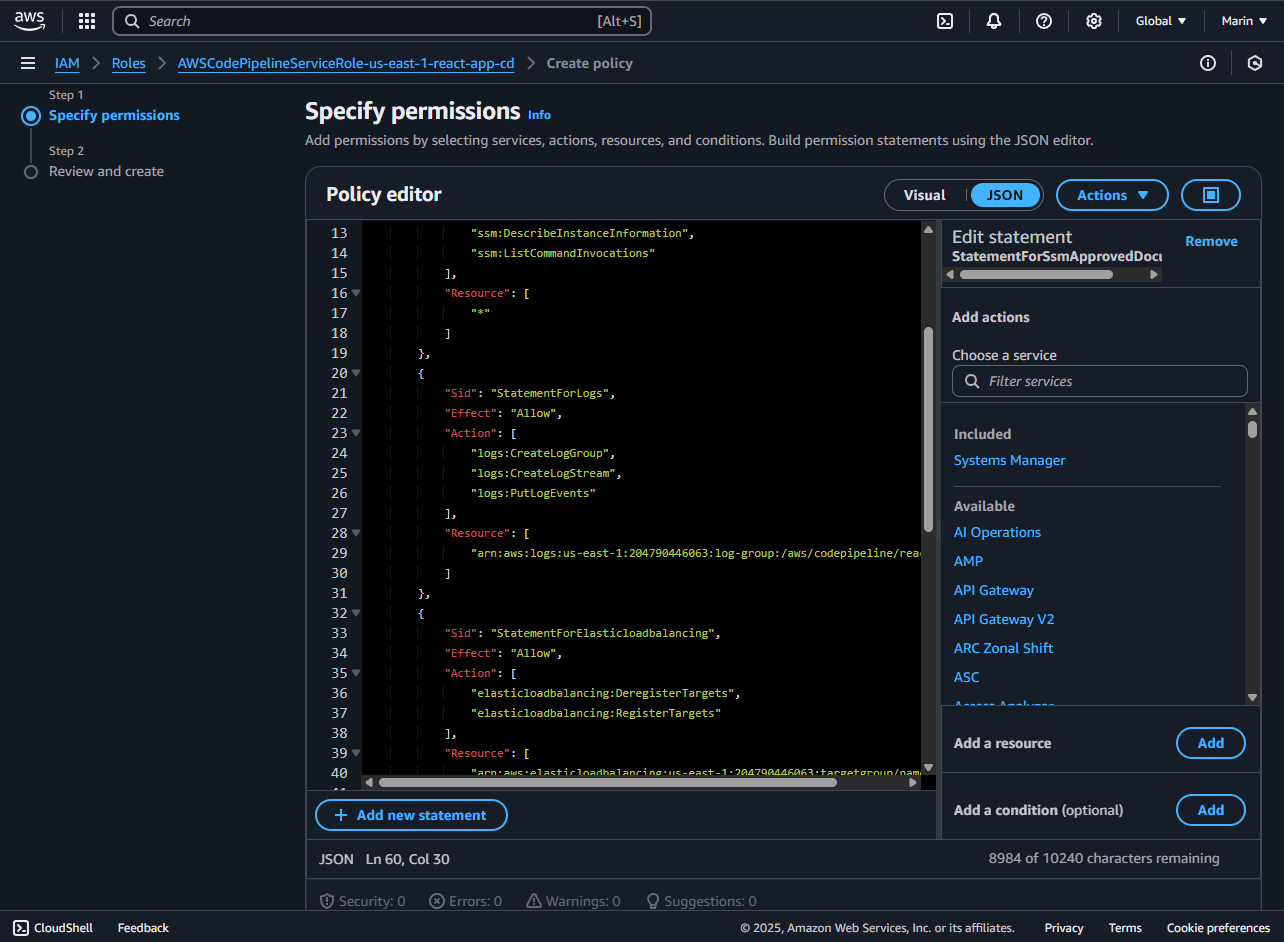 aws
Search
[Alt+S]
Global
Marin
IAM
Roles
AWSCodePipelineServiceRole-us-east-1-react-app-cd
Create policy
Step 1
Specify permissions
Step 2
Review and create
Specify permissions Info
Add permissions by selecting services, actions, resources, and conditions. Build permission statements using the JSON editor.
Policy editor
Visual
JSON
Actions
13 "ssm:DescribeInstanceInformation",
14 "ssm:ListCommandInvocations"
15 ],
16 "Resource": [
17 "*"
18 ]
19 },
20 {
21 "Sid": "StatementForLogs",
22 "Effect": "Allow",
23 "Action": [
24 "logs:CreateLogGroup",
25 "logs:CreateLogStream",
26 "logs:PutLogEvents"
27 ],
28 "Resource": [
29 "arn:aws:logs:us-east-1:204790446063:log-group:/aws/codepipeline/rea
30 ]
31 },
32 {
33 "Sid": "StatementForElasticloadbalancing",
34 "Effect": "Allow",
35 "Action": [
36 "elasticloadbalancing:DeregisterTargets",
37 "elasticloadbalancing:RegisterTargets"
38 ],
39 "Resource": [
40 "arn:aws:elasticloadbalancing:us-east-1:204790446063:targetgroup/nam
Add new statement
JSON Ln 60, Col 30
8984 of 10240 characters remaining
Security: 0
Errors: 0
Warnings: 0
Suggestions: 0
Edit statement
Remove
StatementForSsmApprovedDocu
Add actions
Choose a service
Filter services
Included
Systems Manager
Available
AI Operations
AMP
API Gateway
API Gateway V2
ARC Zonal Shift
ASC
Access Analyzer
Add a resource
Add
Add a condition (optional)
Add
CloudShell
Feedback
© 2025, Amazon Web Services, Inc. or its affiliates.
Privacy
Terms
Cookie preferences